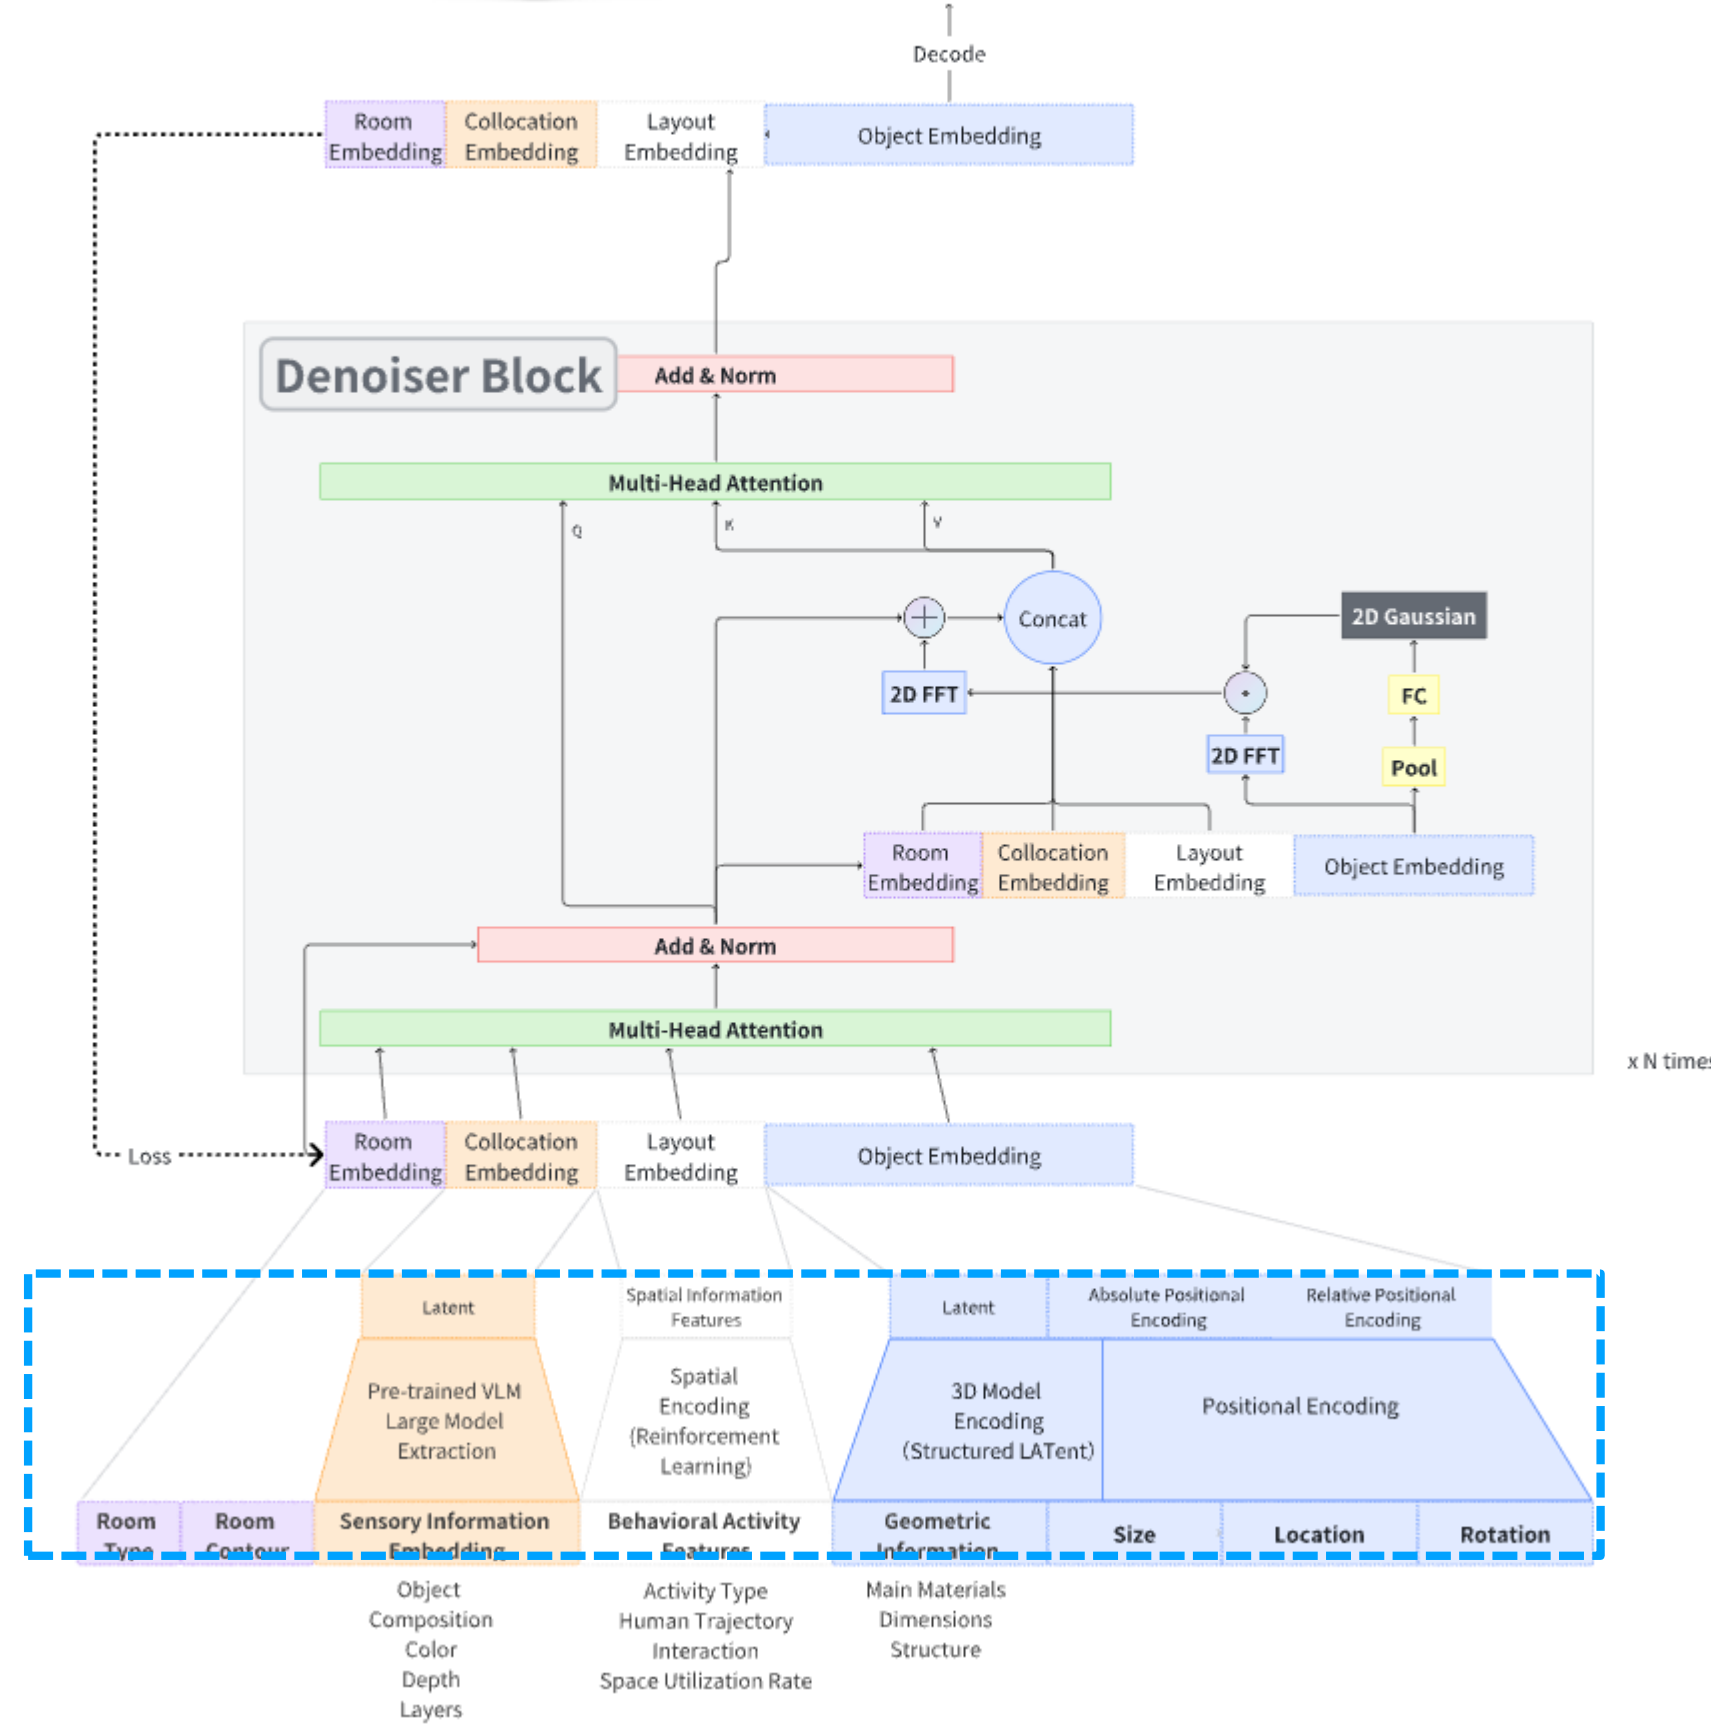 Decode
Room
Embedding
Collocation
Embedding
Layout
Embedding
Object Embedding
Denoiser Block
Add & Norm
Multi-Head Attention
Q
K
V
Concat
2D Gaussian
2D FFT
FC
2D FFT
Pool
Room
Embedding
Collocation
Embedding
Layout
Embedding
Object Embedding
Add & Norm
Multi-Head Attention
x N times
Loss
Room
Embedding
Collocation
Embedding
Layout
Embedding
Object Embedding
Latent
Spatial Information
Features
Latent
Absolute Positional
Encoding
Relative Positional
Encoding
Pre-trained VLM
Large Model
Extraction
Spatial
Encoding
(Reinforcement
Learning)
3D Model
Encoding
(Structured LATent)
Positional Encoding
Room
Type
Room
Contour
Sensory Information
Embedding
Behavioral Activity
Features
Geometric
Information
Size
Location
Rotation
Object
Composition
Color
Depth
Layers
Activity Type
Human Trajectory
Interaction
Space Utilization Rate
Main Materials
Dimensions
Structure